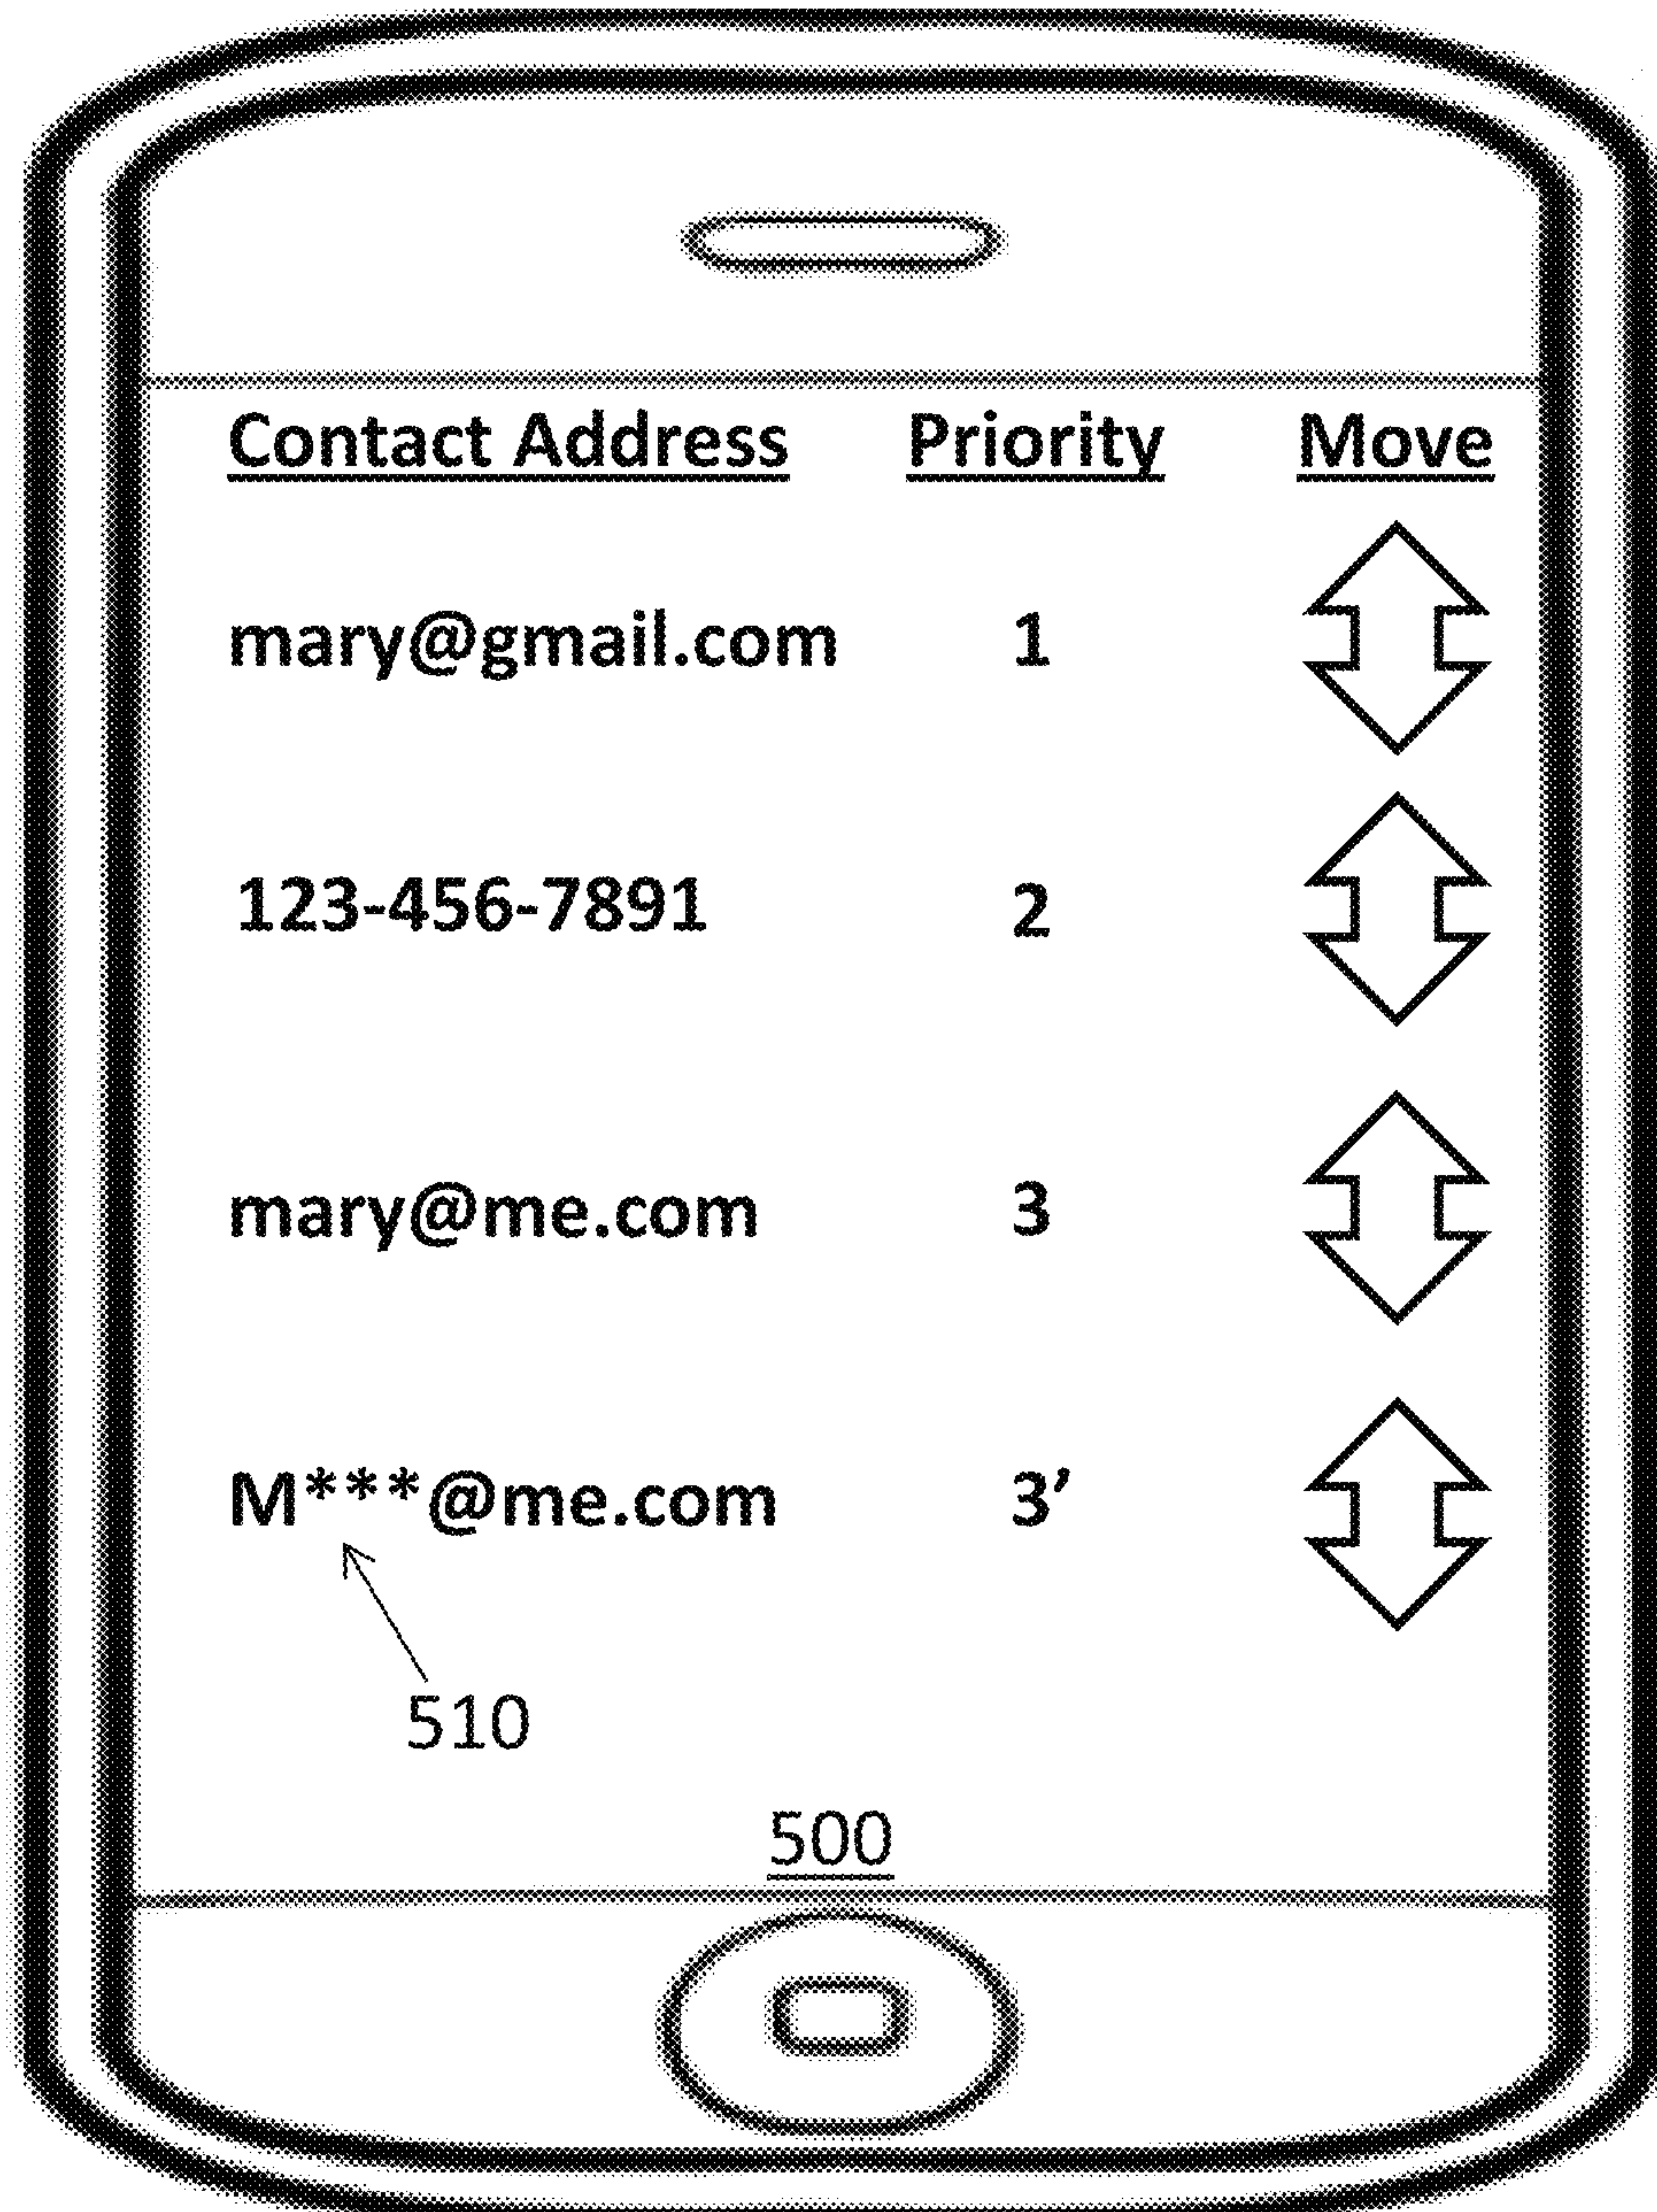 Contact Address Priority Move
mary@gmail.com 1
123-456-7891 2
mary@me.com 3
M***@me.com 3’
510
500